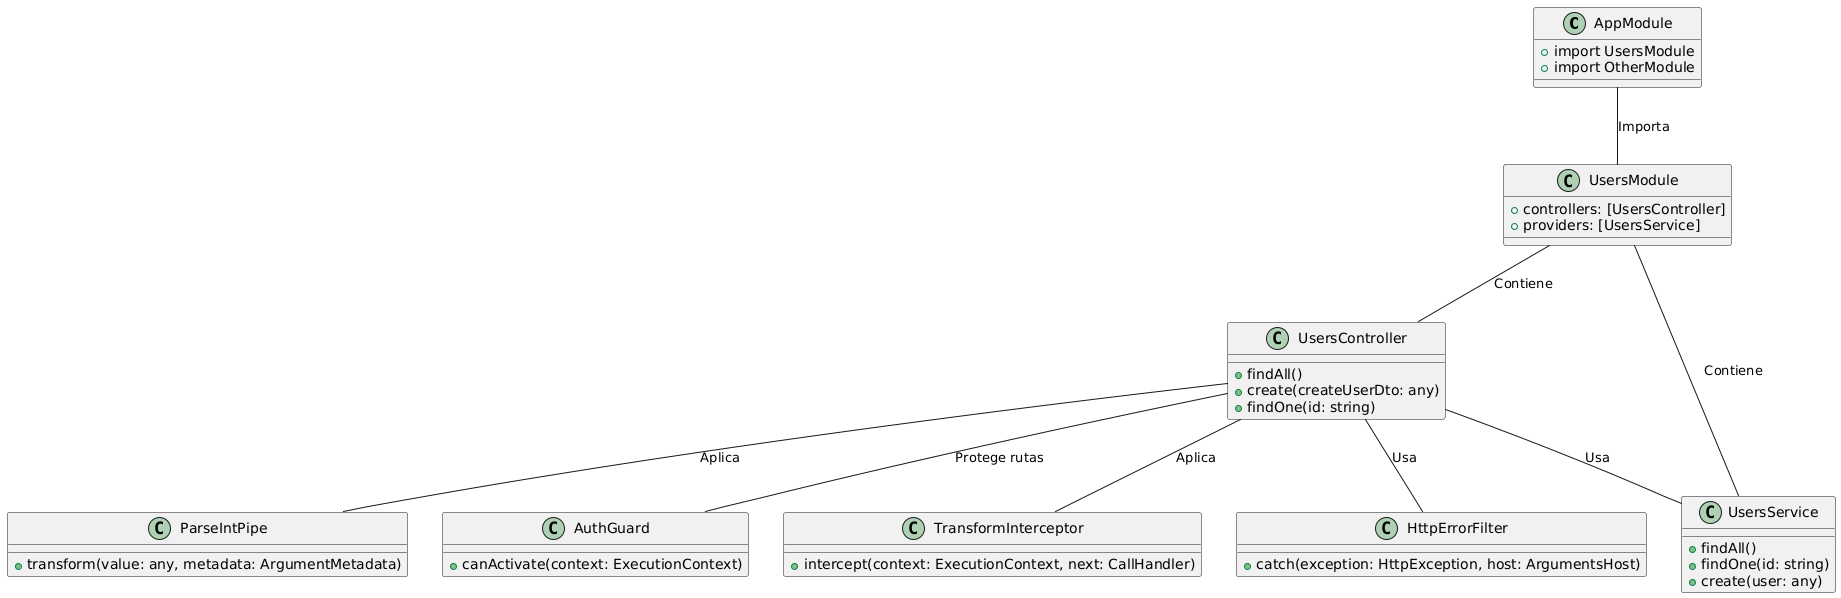 C AppModule
import UsersModule
import OtherModule
Importa
C UsersModule
controllers: [UsersController]
providers: [UsersService]
Contiene
C UsersController
findAll()
create(createUserDto: any)
findOne(id: string)
Contiene
Aplica
Protege rutas
Aplica
Usa
Usa
C ParseIntPipe
transform(value: any, metadata: ArgumentMetadata)
C AuthGuard
canActivate(context: ExecutionContext)
C TransformInterceptor
intercept(context: ExecutionContext, next: CallHandler)
C HttpErrorFilter
catch(exception: HttpException, host: ArgumentsHost)
C UsersService
findAll()
findOne(id: string)
create(user: any)